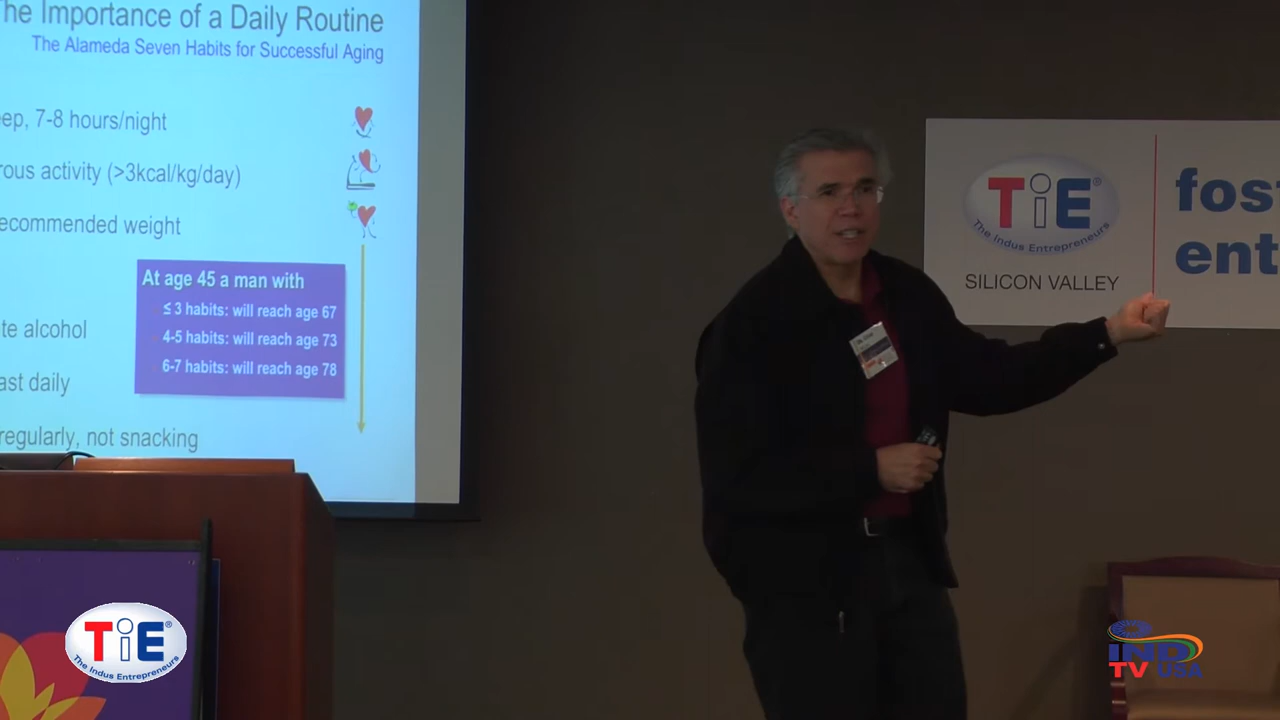 The Importance of a Daily Routine
The Alameda Seven Habits for Successful Aging
eep, 7-8 hours/night
rous activity (>3kcal/kg/day)
ecommended weight
At age 45 a man with
≤ 3 habits: will reach age 67
4-5 habits: will reach age 73
6-7 habits: will reach age 78
te alcohol
ast daily
regularly, not snacking
TiE®
The Indus Entrepreneurs
SILICON VALLEY
fos
ent
TiE®
The Indus Entrepreneurs
IND
TV USA